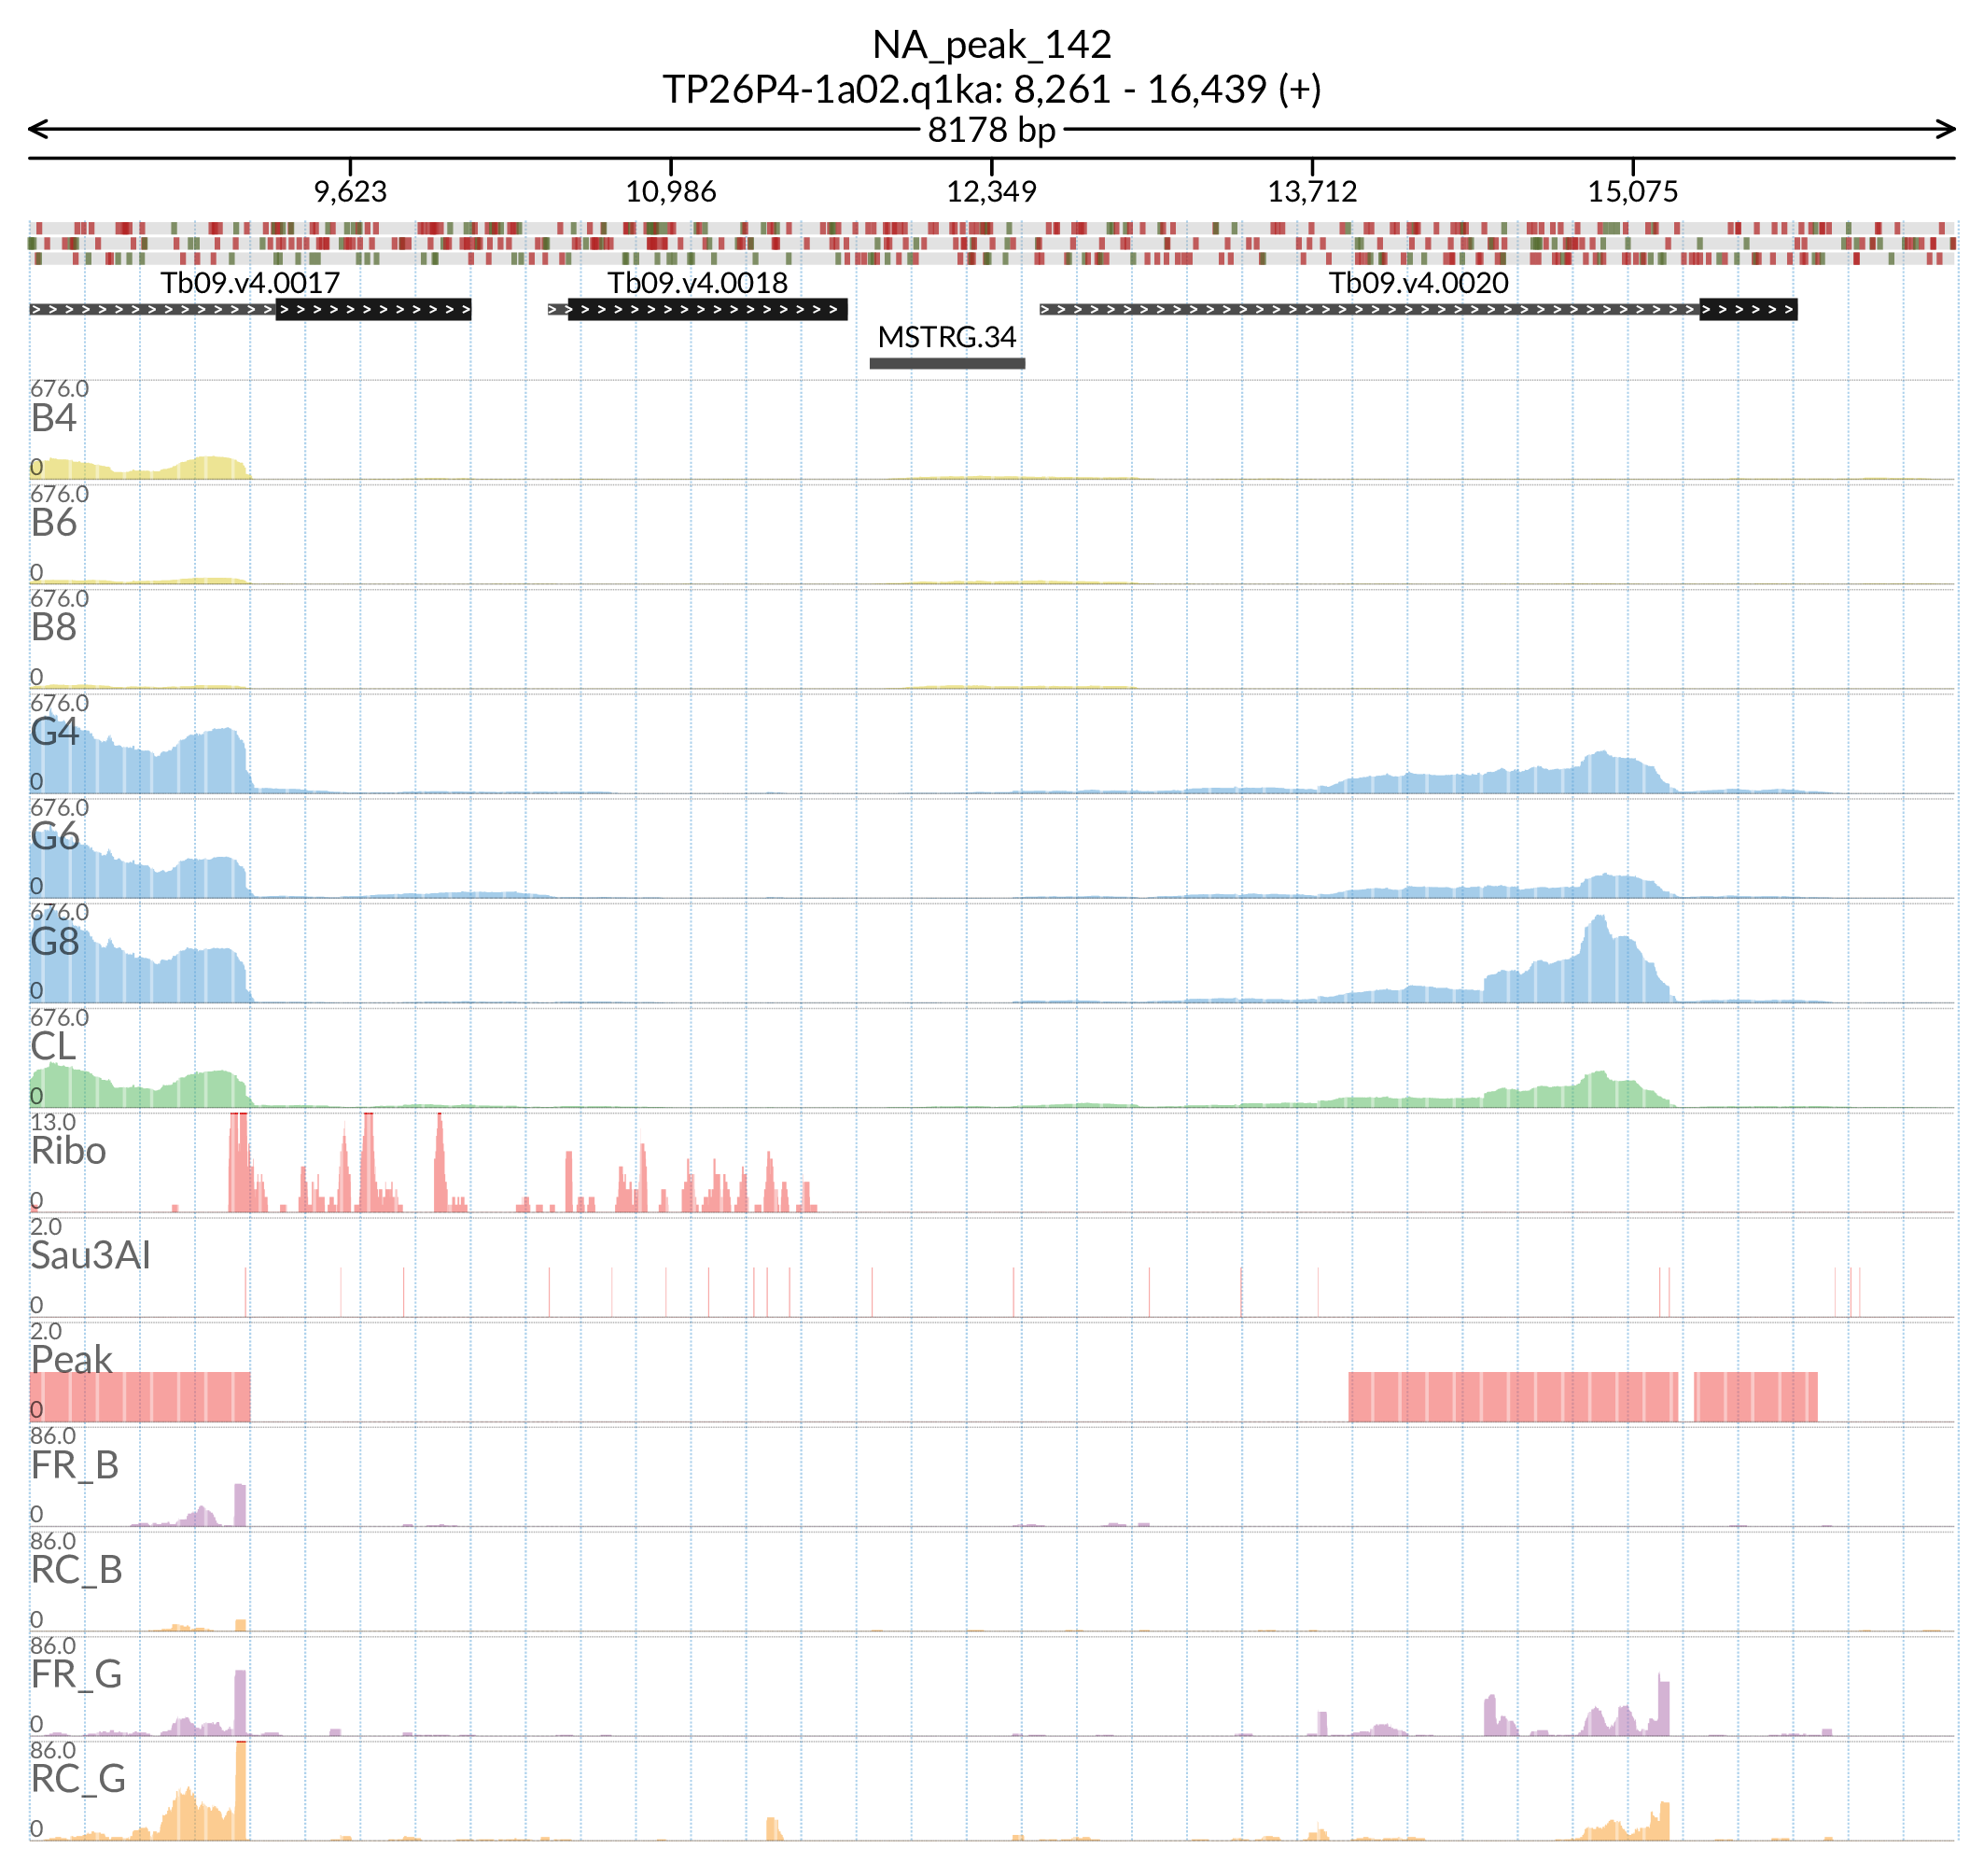 NA_peak_142
TP26P4-1a02.q1ka: 8,261 - 16,439 (+)
8178 bp
9,623 10,986 12,349 13,712 15,075
Tb09.v4.0017 Tb09.v4.0018 Tb09.v4.0020
MSTRG.34
676.0
B4
0
676.0
B6
0
676.0
B8
0
676.0
G4
0
676.0
G6
0
676.0
G8
0
676.0
CL
0
13.0
Ribo
0
2.0
Sau3AI
0
2.0
Peak
0
86.0
FR_B
0
86.0
RC_B
0
86.0
FR_G
0
86.0
RC_G
0